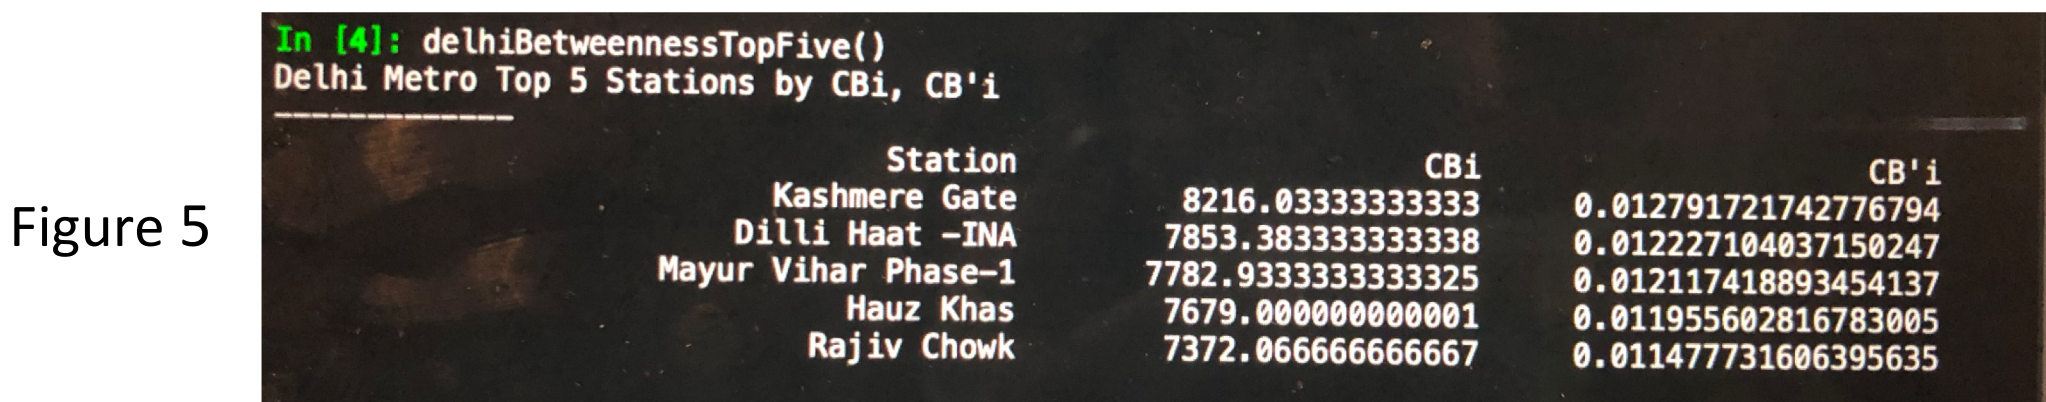 Figure 5
In [4]: delhiBetweennessTopFive()
Delhi Metro Top 5 Stations by CBi, CB'i
-------------
Station CBi CB'i
Kashmere Gate 8216.03333333333 0.012791721742776794
Dilli Haat -INA 7853.383333333338 0.012227104037150247
Mayur Vihar Phase-1 7782.9333333333325 0.012117418893454137
Hauz Khas 7679.000000000001 0.011955602816783005
Rajiv Chowk 7372.066666666667 0.011477731606395635